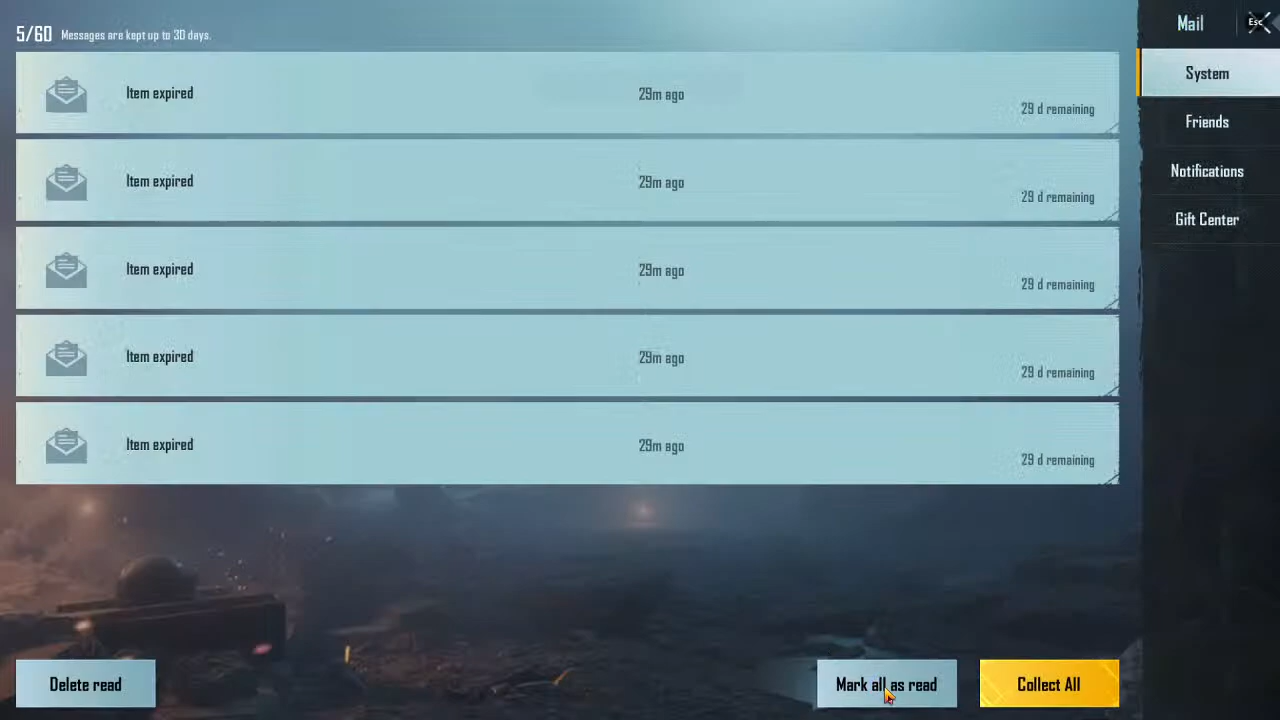 5/60 Messages are kept up to 30 days.
Mail
Esc
Item expired 29m ago 29 d remaining
Item expired 29m ago 29 d remaining
Item expired 29m ago 29 d remaining
Item expired 29m ago 29 d remaining
Item expired 29m ago 29 d remaining
System
Friends
Notifications
Gift Center
Delete read
Mark all as read
Collect All